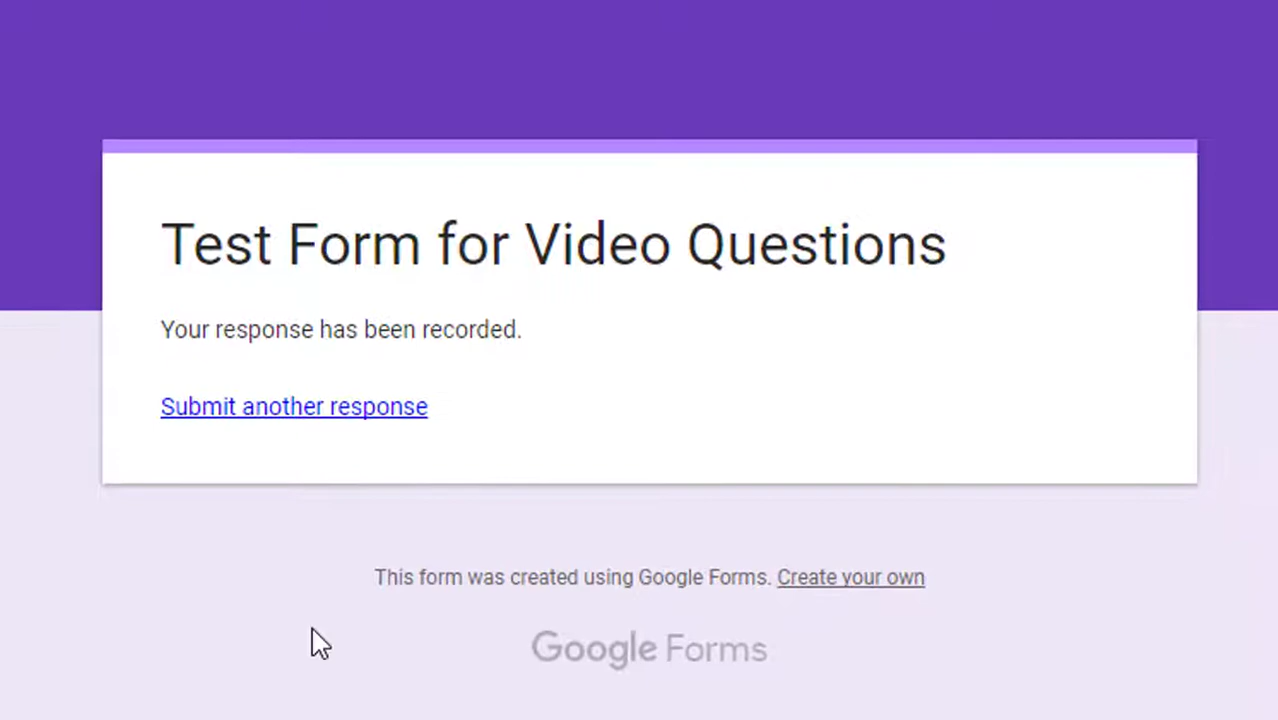 Test Form for Video Questions
Your response has been recorded.
Submit another response
This form was created using Google Forms. Create your own
Google Forms